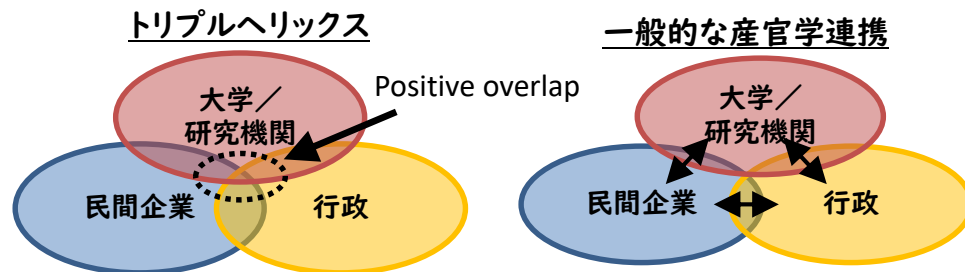 トリプルヘリックス
大学／
研究機関
Positive overlap
民間企業
行政
一般的な産官学連携
大学／
研究機関
民間企業
行政